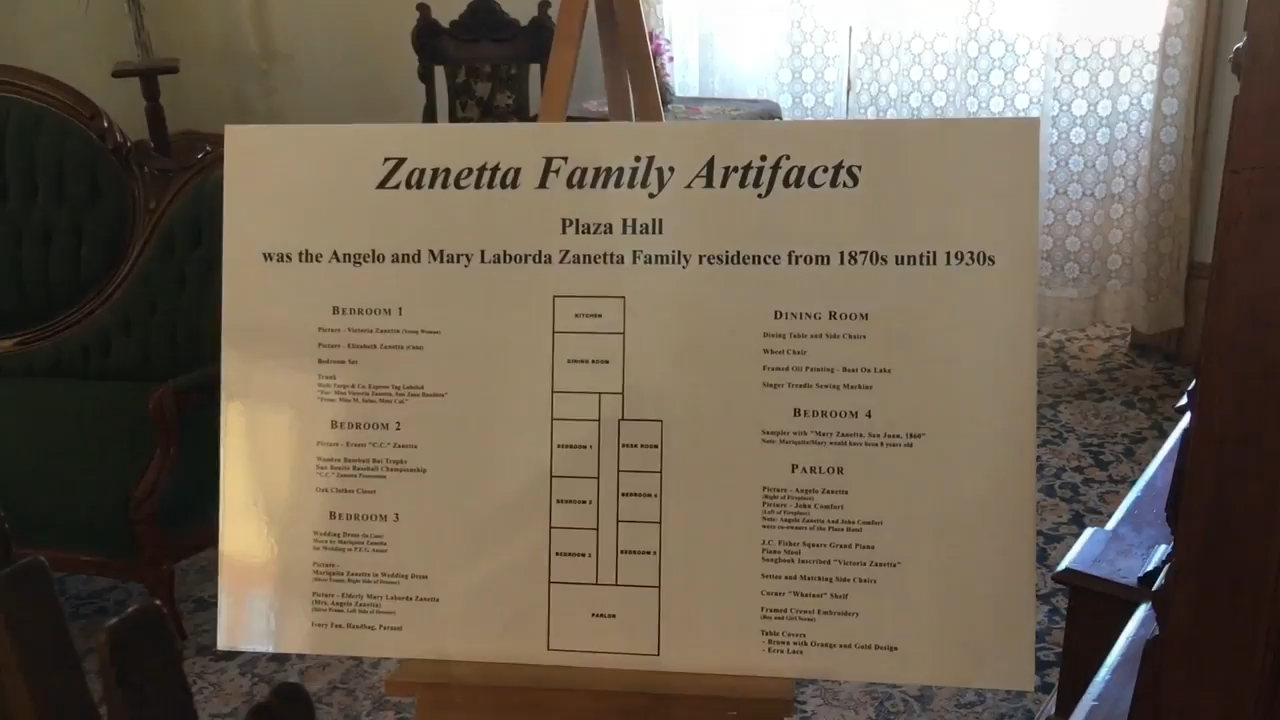 Zanetta Family Artifacts
Plaza Hall
was the Angelo and Mary Laborda Zanetta Family residence from 1870s until 1930s
BEDROOM 1
Picture - Victoria Zanetta (Young Woman)
Picture - Elizabeth Zanetta (Child)
Bedroom Set
Trunk
Wells Fargo & Co. Express Tag Labeled
"For: Miss Victoria Zanetta, San Juan Bautista"
BEDROOM 2
Picture - Ernest "C.C." Zanetta
Wooden Baseball Bat Trophy
San Benito Baseball Championship
"C.C." Zanetta
Oak Clothes Closet
BEDROOM 3
Wedding Dress (In Case)
Worn by Mariquita Zanetta
for Wedding to P.E.G. Anzar
Picture -
Mariquita Zanetta in Wedding Dress
(Silver Frame, Right Side of Dresser)
Picture - Elderly Mary Laborda Zanetta
(Mrs. Angelo Zanetta)
(Silver Frame, Left Side of Dresser)
Ivory Fan, Handbag, Parasol
KITCHEN
DINING ROOM
BEDROOM 1
DESK ROOM
BEDROOM 2
BEDROOM 4
BEDROOM 3
BEDROOM 5
PARLOR
DINING ROOM
Dining Table and Side Chairs
Wheel Chair
Framed Oil Painting - Boat On Lake
Singer Treadle Sewing Machine
BEDROOM 4
Sampler with "Mary Zanetta, San Juan, 1860"
Note: Mariquita/Mary would have been 8 years old
PARLOR
Picture - Angelo Zanetta
(Right of Fireplace)
Picture - John Comfort
(Left of Fireplace)
Note: Angelo Zanetta And John Comfort
were co-owners of the Plaza Hotel
J.C. Fisher Square Grand Piano
Piano Stool
Songbook Inscribed "Victoria Zanetta"
Settee and Matching Side Chairs
Corner "Whatnot" Shelf
Framed Crewel Embroidery
(Boy and Girl Scene)
Table Covers
- Brown with Orange and Gold Design
- Ecru Lace